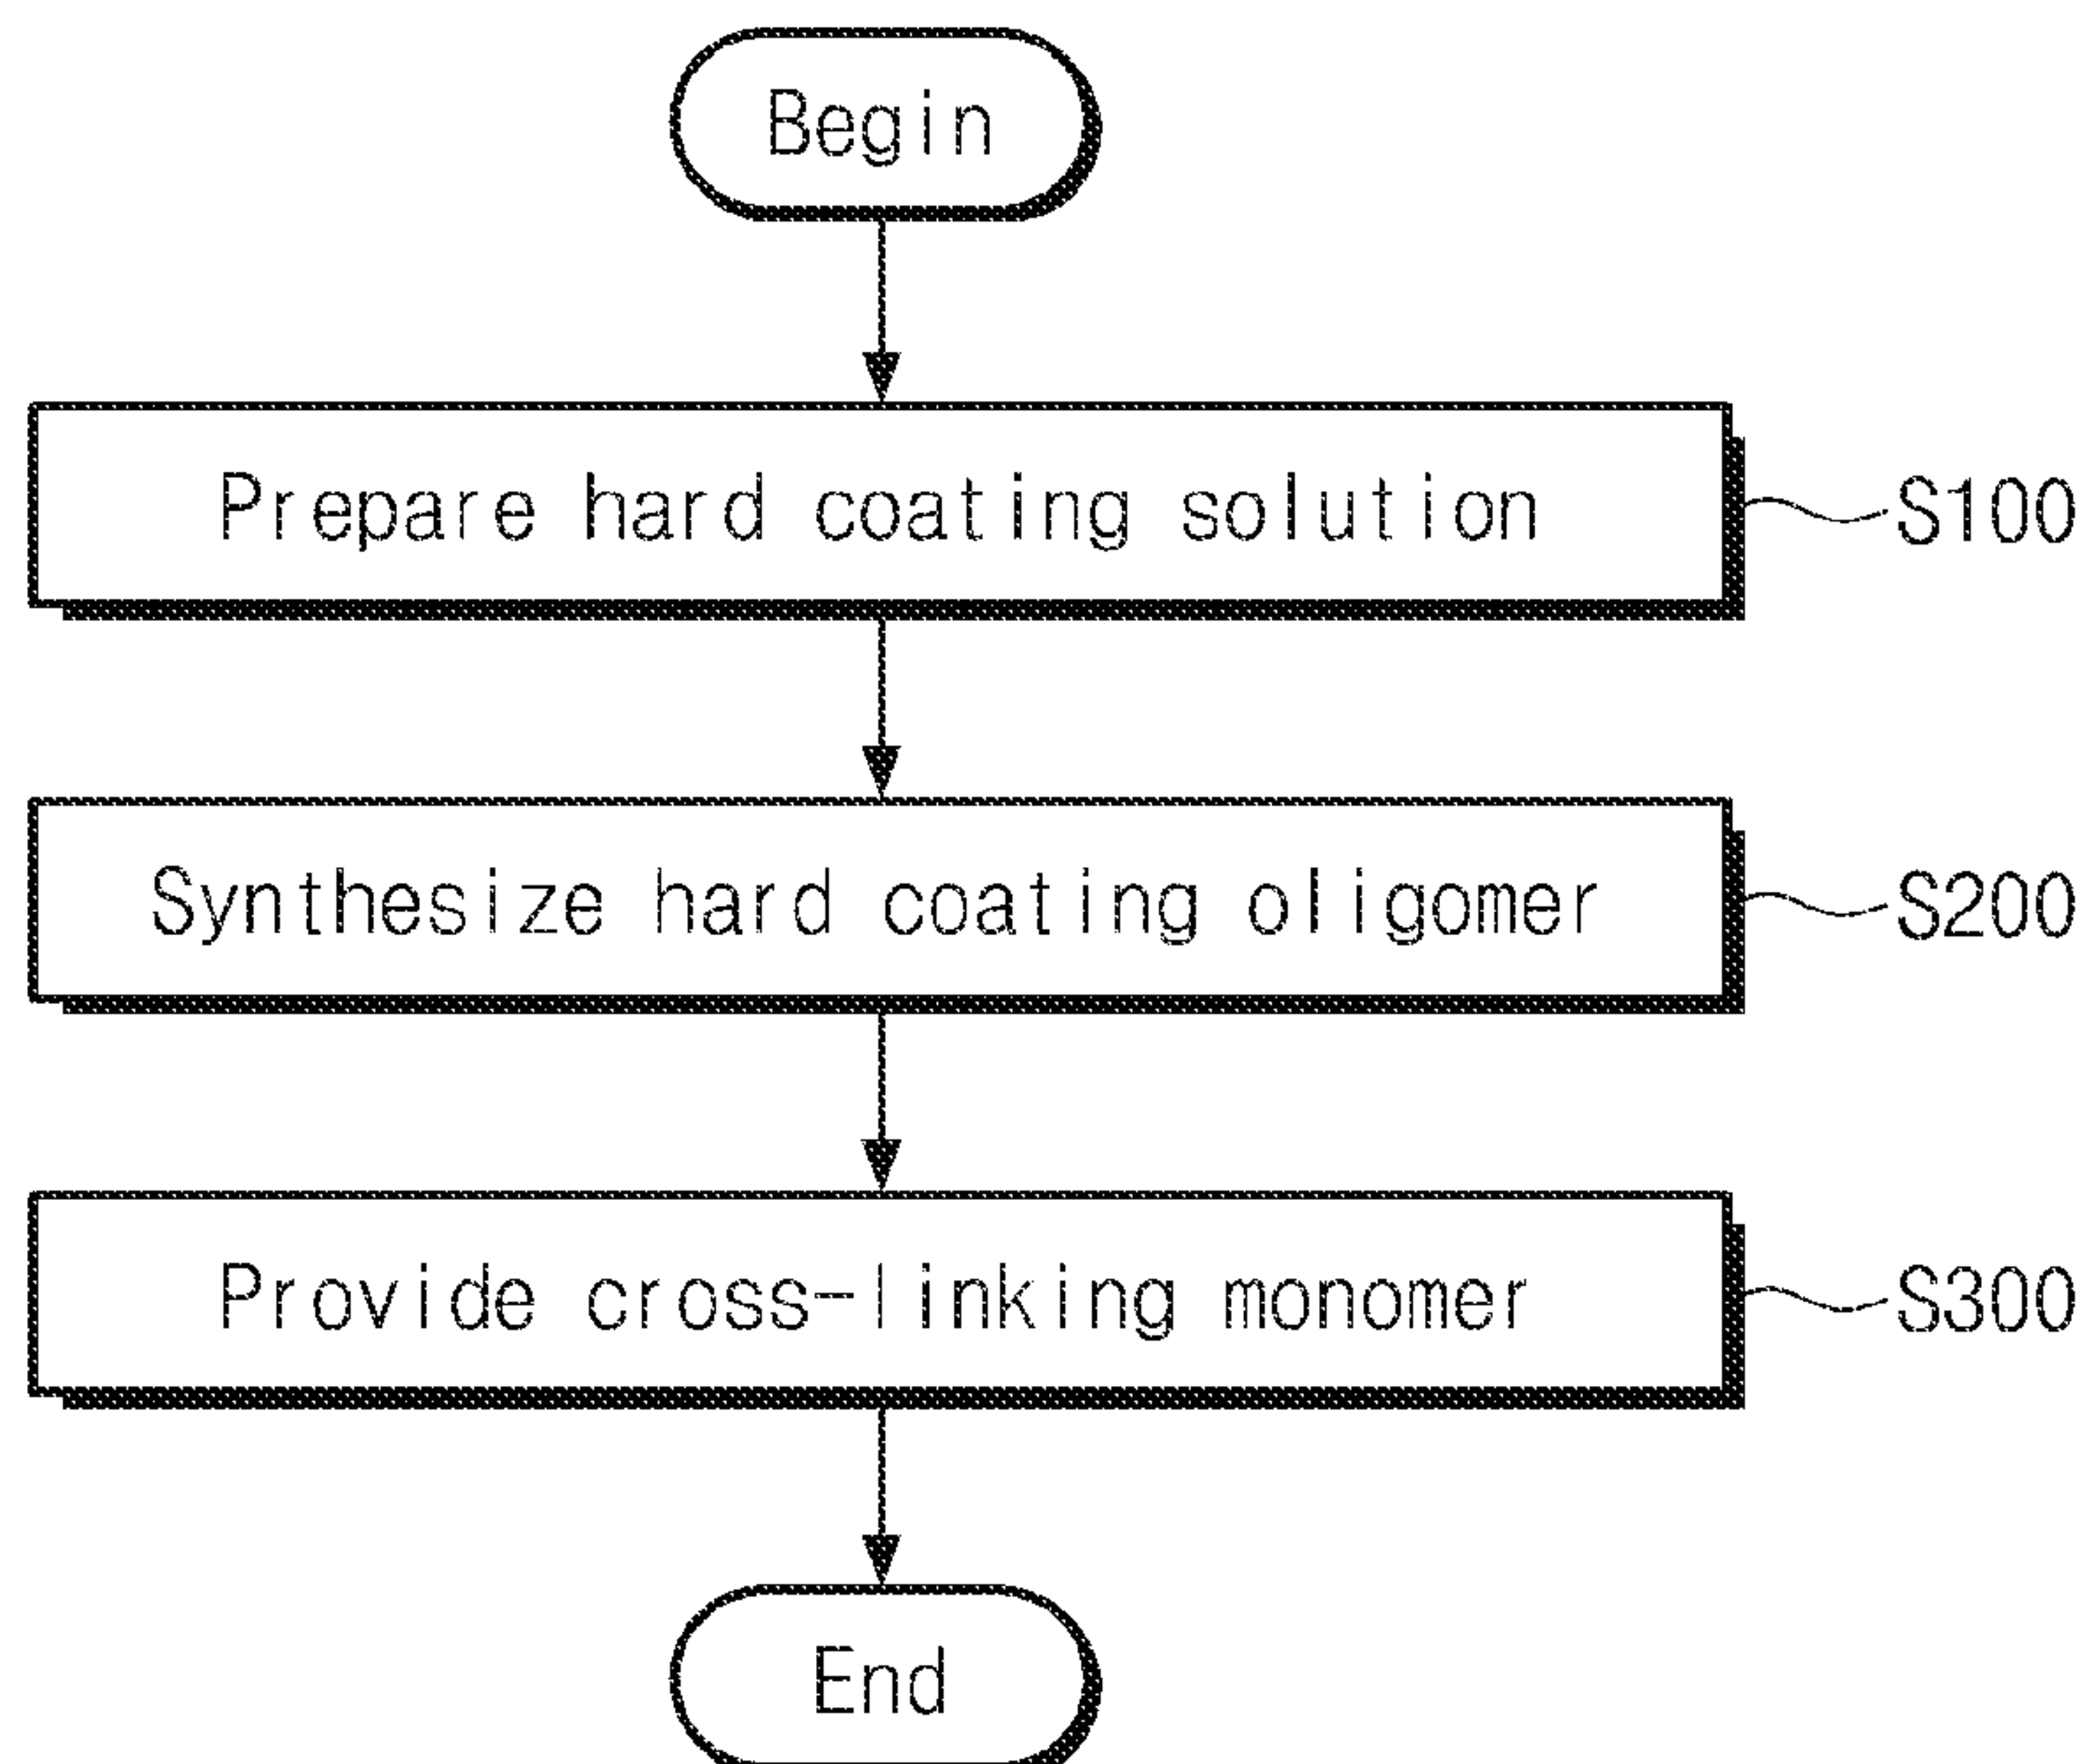 Begin
Prepare hard coating solution
S100
Synthesize hard coating oligomer
S200
Provide cross-linking monomer
S300
End